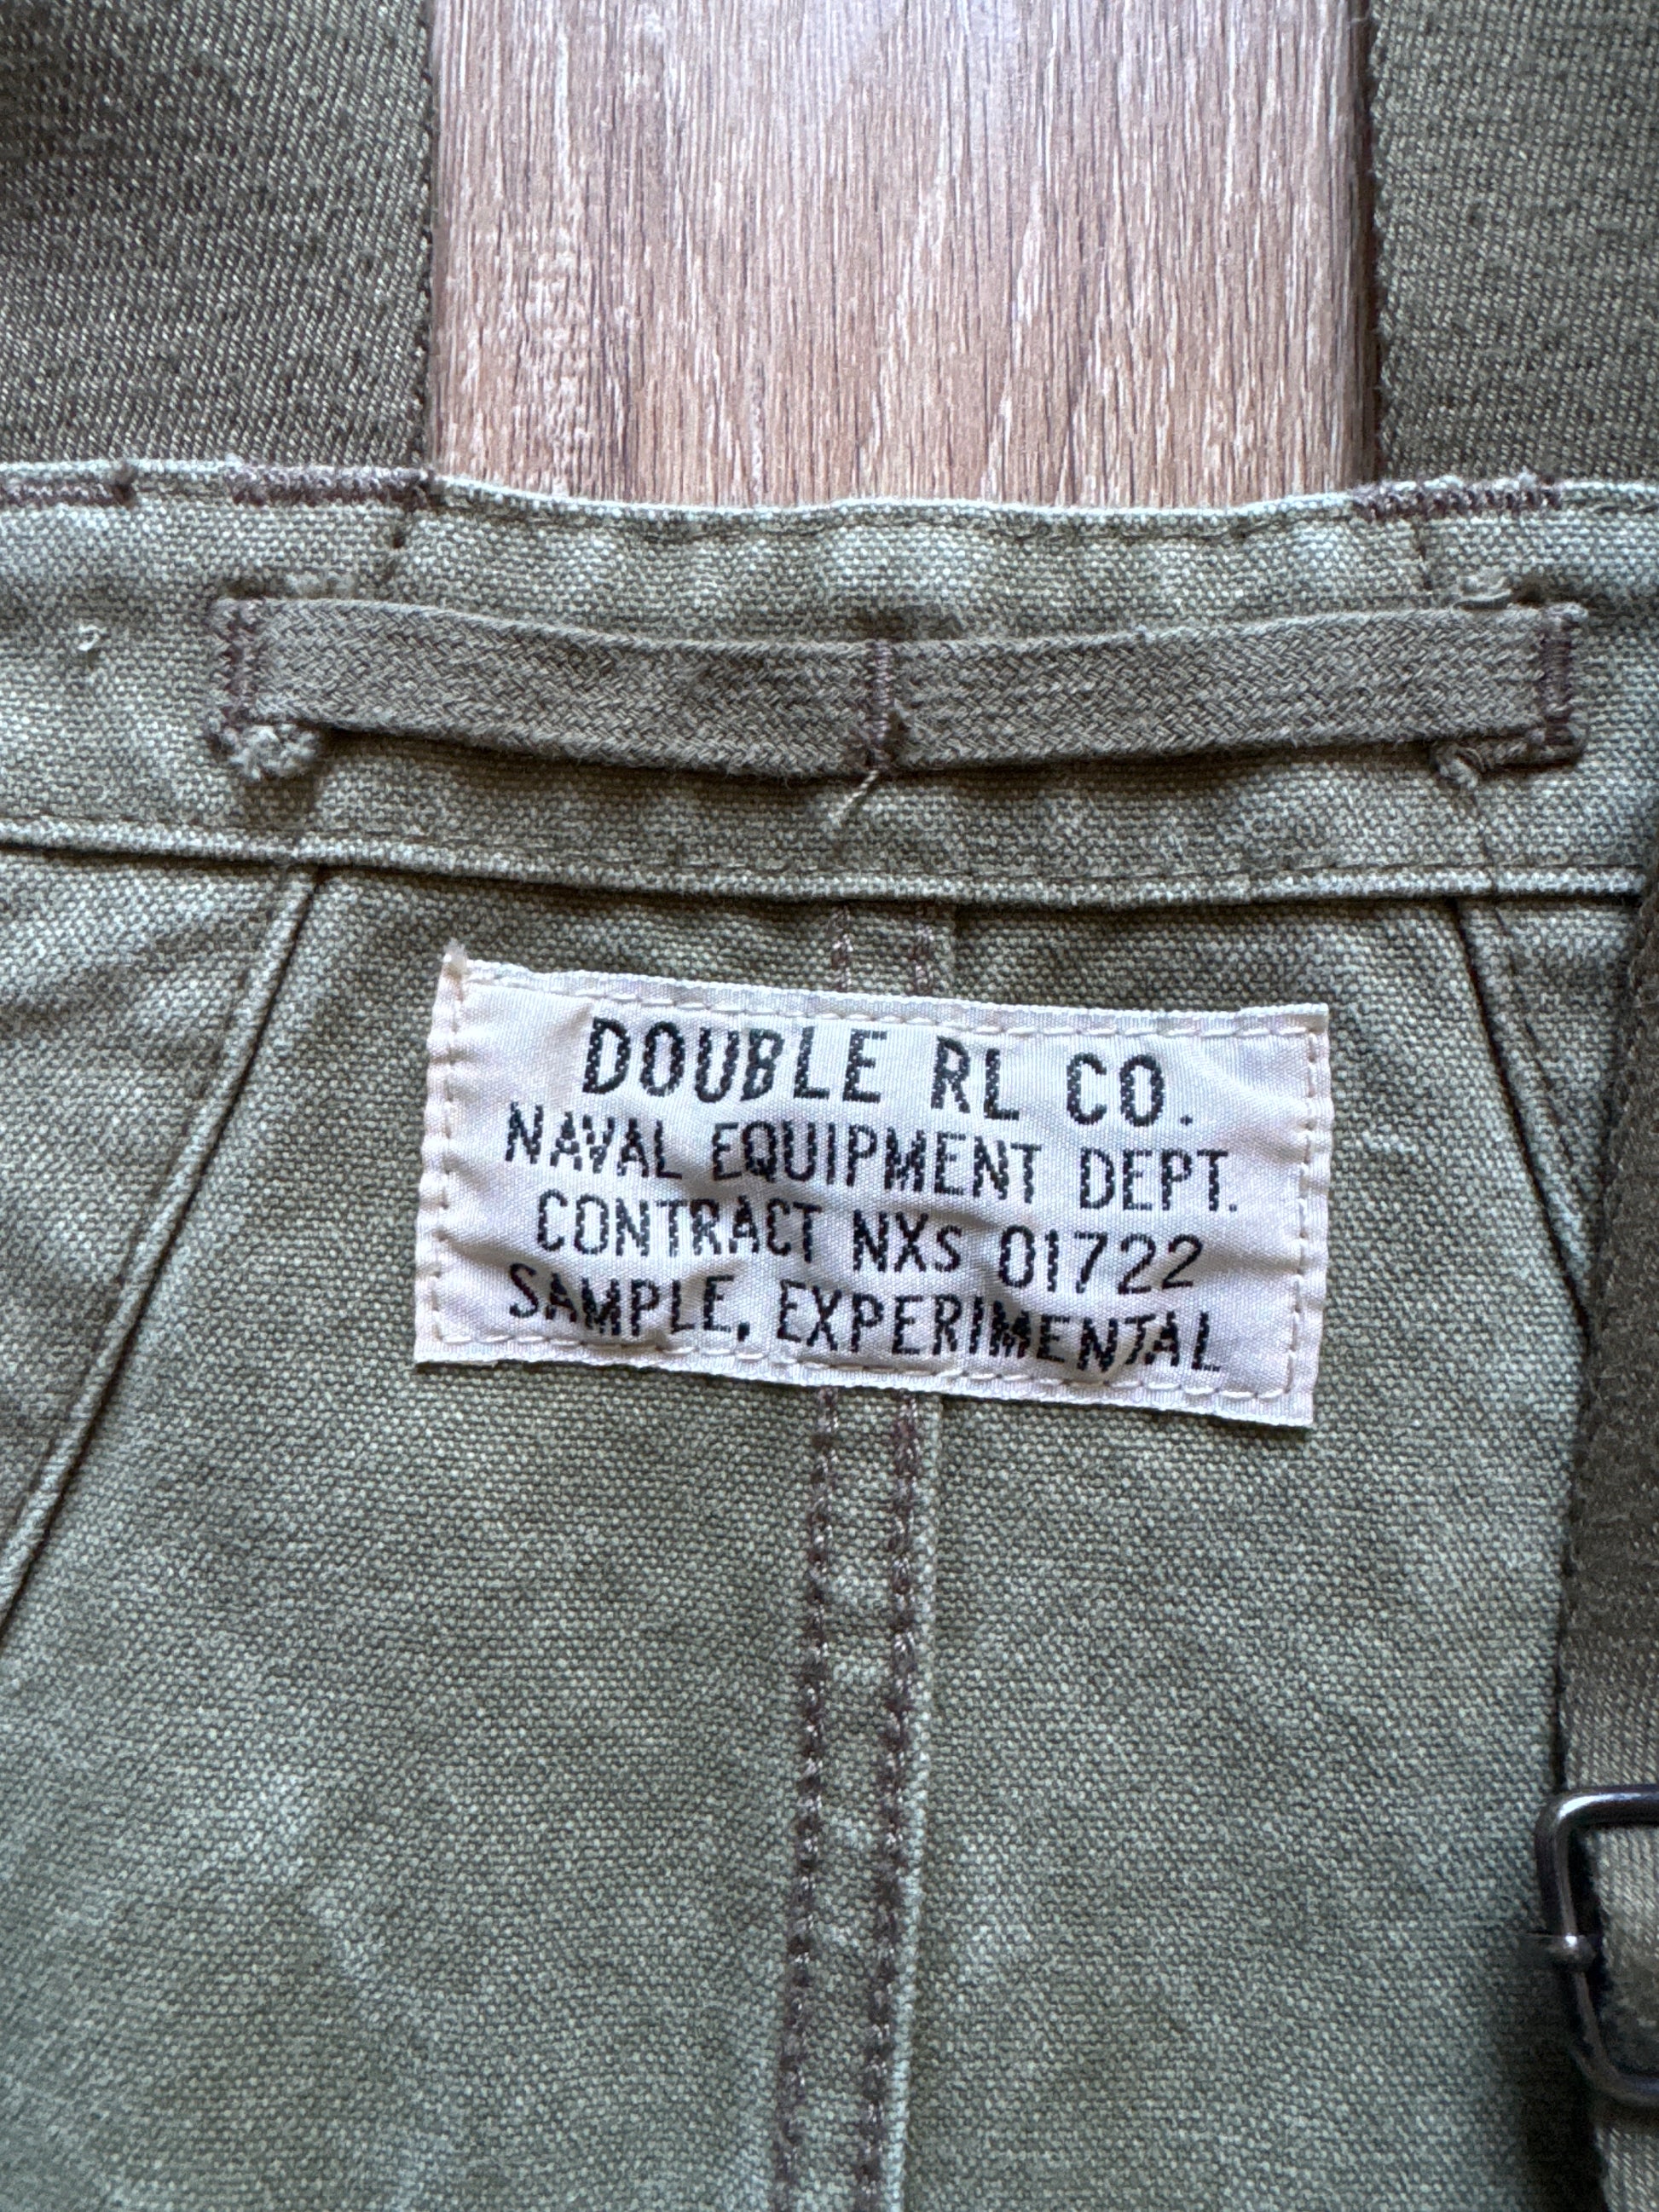 DOUBLE RL CO.
NAVAL EQUIPMENT DEPT.
CONTRACT NXS 01722
SAMPLE, EXPERIMENTAL